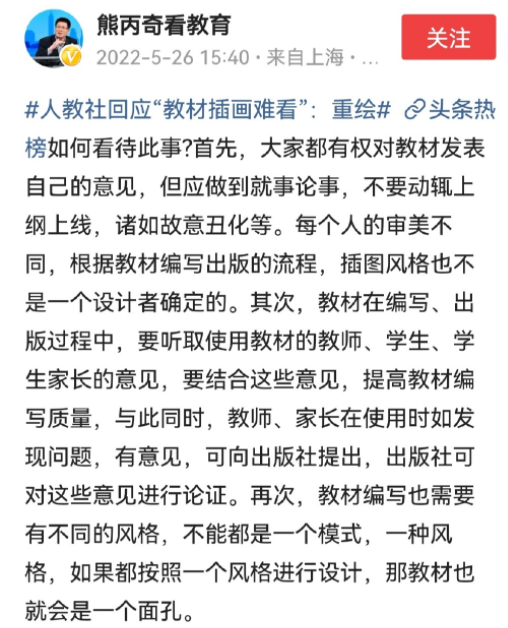 熊丙奇看教育
2022-5-26 15:40·来自上海·...
关注
#人教社回应“教材插画难看”：重绘# 头条热
榜如何看待此事?首先，大家都有权对教材发表
自己的意见，但应做到就事论事，不要动辄上
纲上线，诸如故意丑化等。每个人的审美不
同，根据教材编写出版的流程，插图风格也不
是一个设计者确定的。其次，教材在编写、出
版过程中，要听取使用教材的教师、学生、学
生家长的意见，要结合这些意见，提高教材编
写质量，与此同时，教师、家长在使用时如发
现问题，有意见，可向出版社提出，出版社可
对这些意见进行论证。再次，教材编写也需要
有不同的风格，不能都是一个模式，一种风
格，如果都按照一个风格进行设计，那教材也
就会是一个面孔。